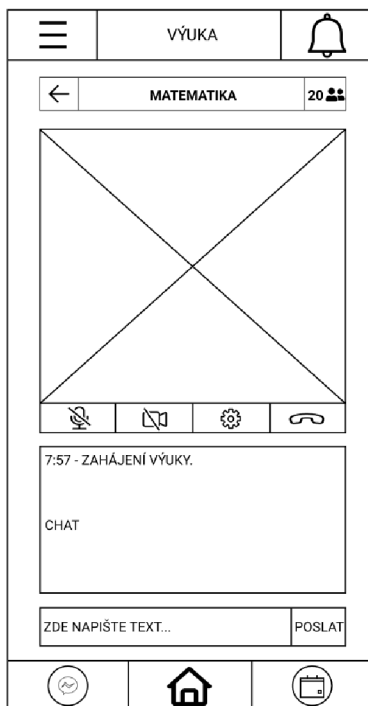 VÝUKA
MATEMATIKA 20
7:57 - ZAHÁJENÍ VÝUKY.
CHAT
ZDE NAPIŠTE TEXT... POSLAT